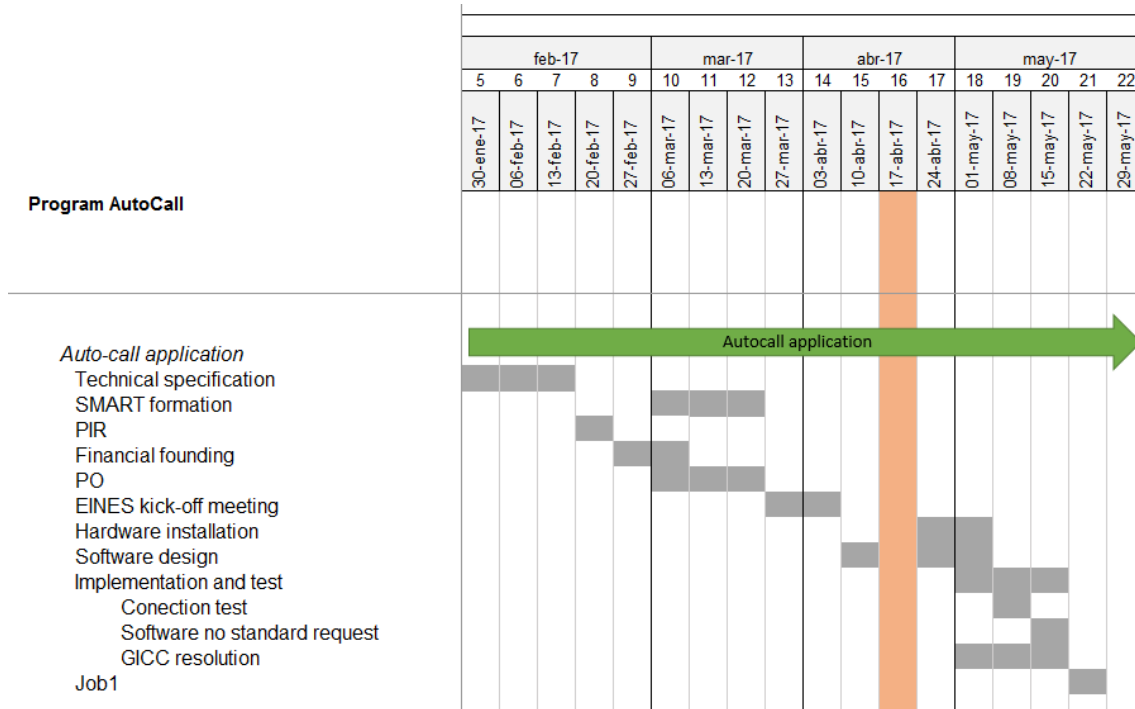 feb-17 mar-17 abr-17 may-17
5 6 7 8 9 10 11 12 13 14 15 16 17 18 19 20 21 22
30-ene-17 06-feb-17 13-feb-17 20-feb-17 27-feb-17 06-mar-17 13-mar-17 20-mar-17 27-mar-17 03-abr-17 10-abr-17 17-abr-17 24-abr-17 01-may-17 08-may-17 15-may-17 22-may-17 29-may-17
Program AutoCall
Autocall application
Auto-call application
Technical specification
SMART formation
PIR
Financial founding
PO
EINES kick-off meeting
Hardware installation
Software design
Implementation and test
Conection test
Software no standard request
GICC resolution
Job1